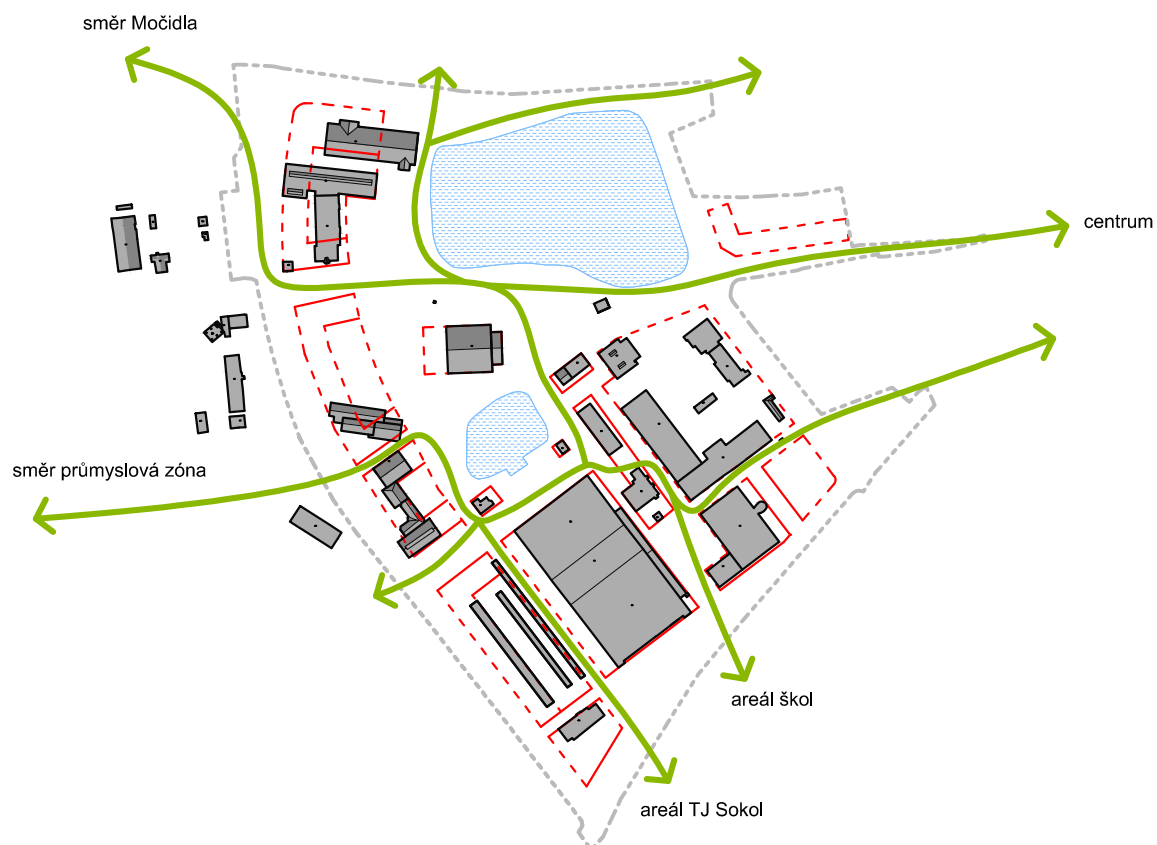 směr Močidla
centrum
směr průmyslová zóna
areál škol
areál TJ Sokol